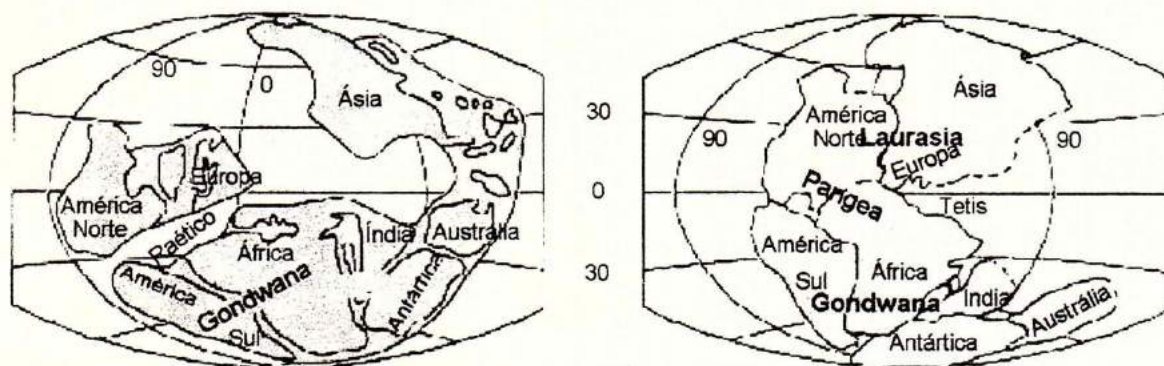 90
0
Ásia
Europa
América
Norte
Raético
África
Índia
Austrália
América
Sul
Gondwana
Antártica
30
0
30
90
90
Ásia
América
Norte
Laurasia
Europa
Pangea
Tetis
América
Sul
África
Gondwana
Índia
Austrália
Antártica